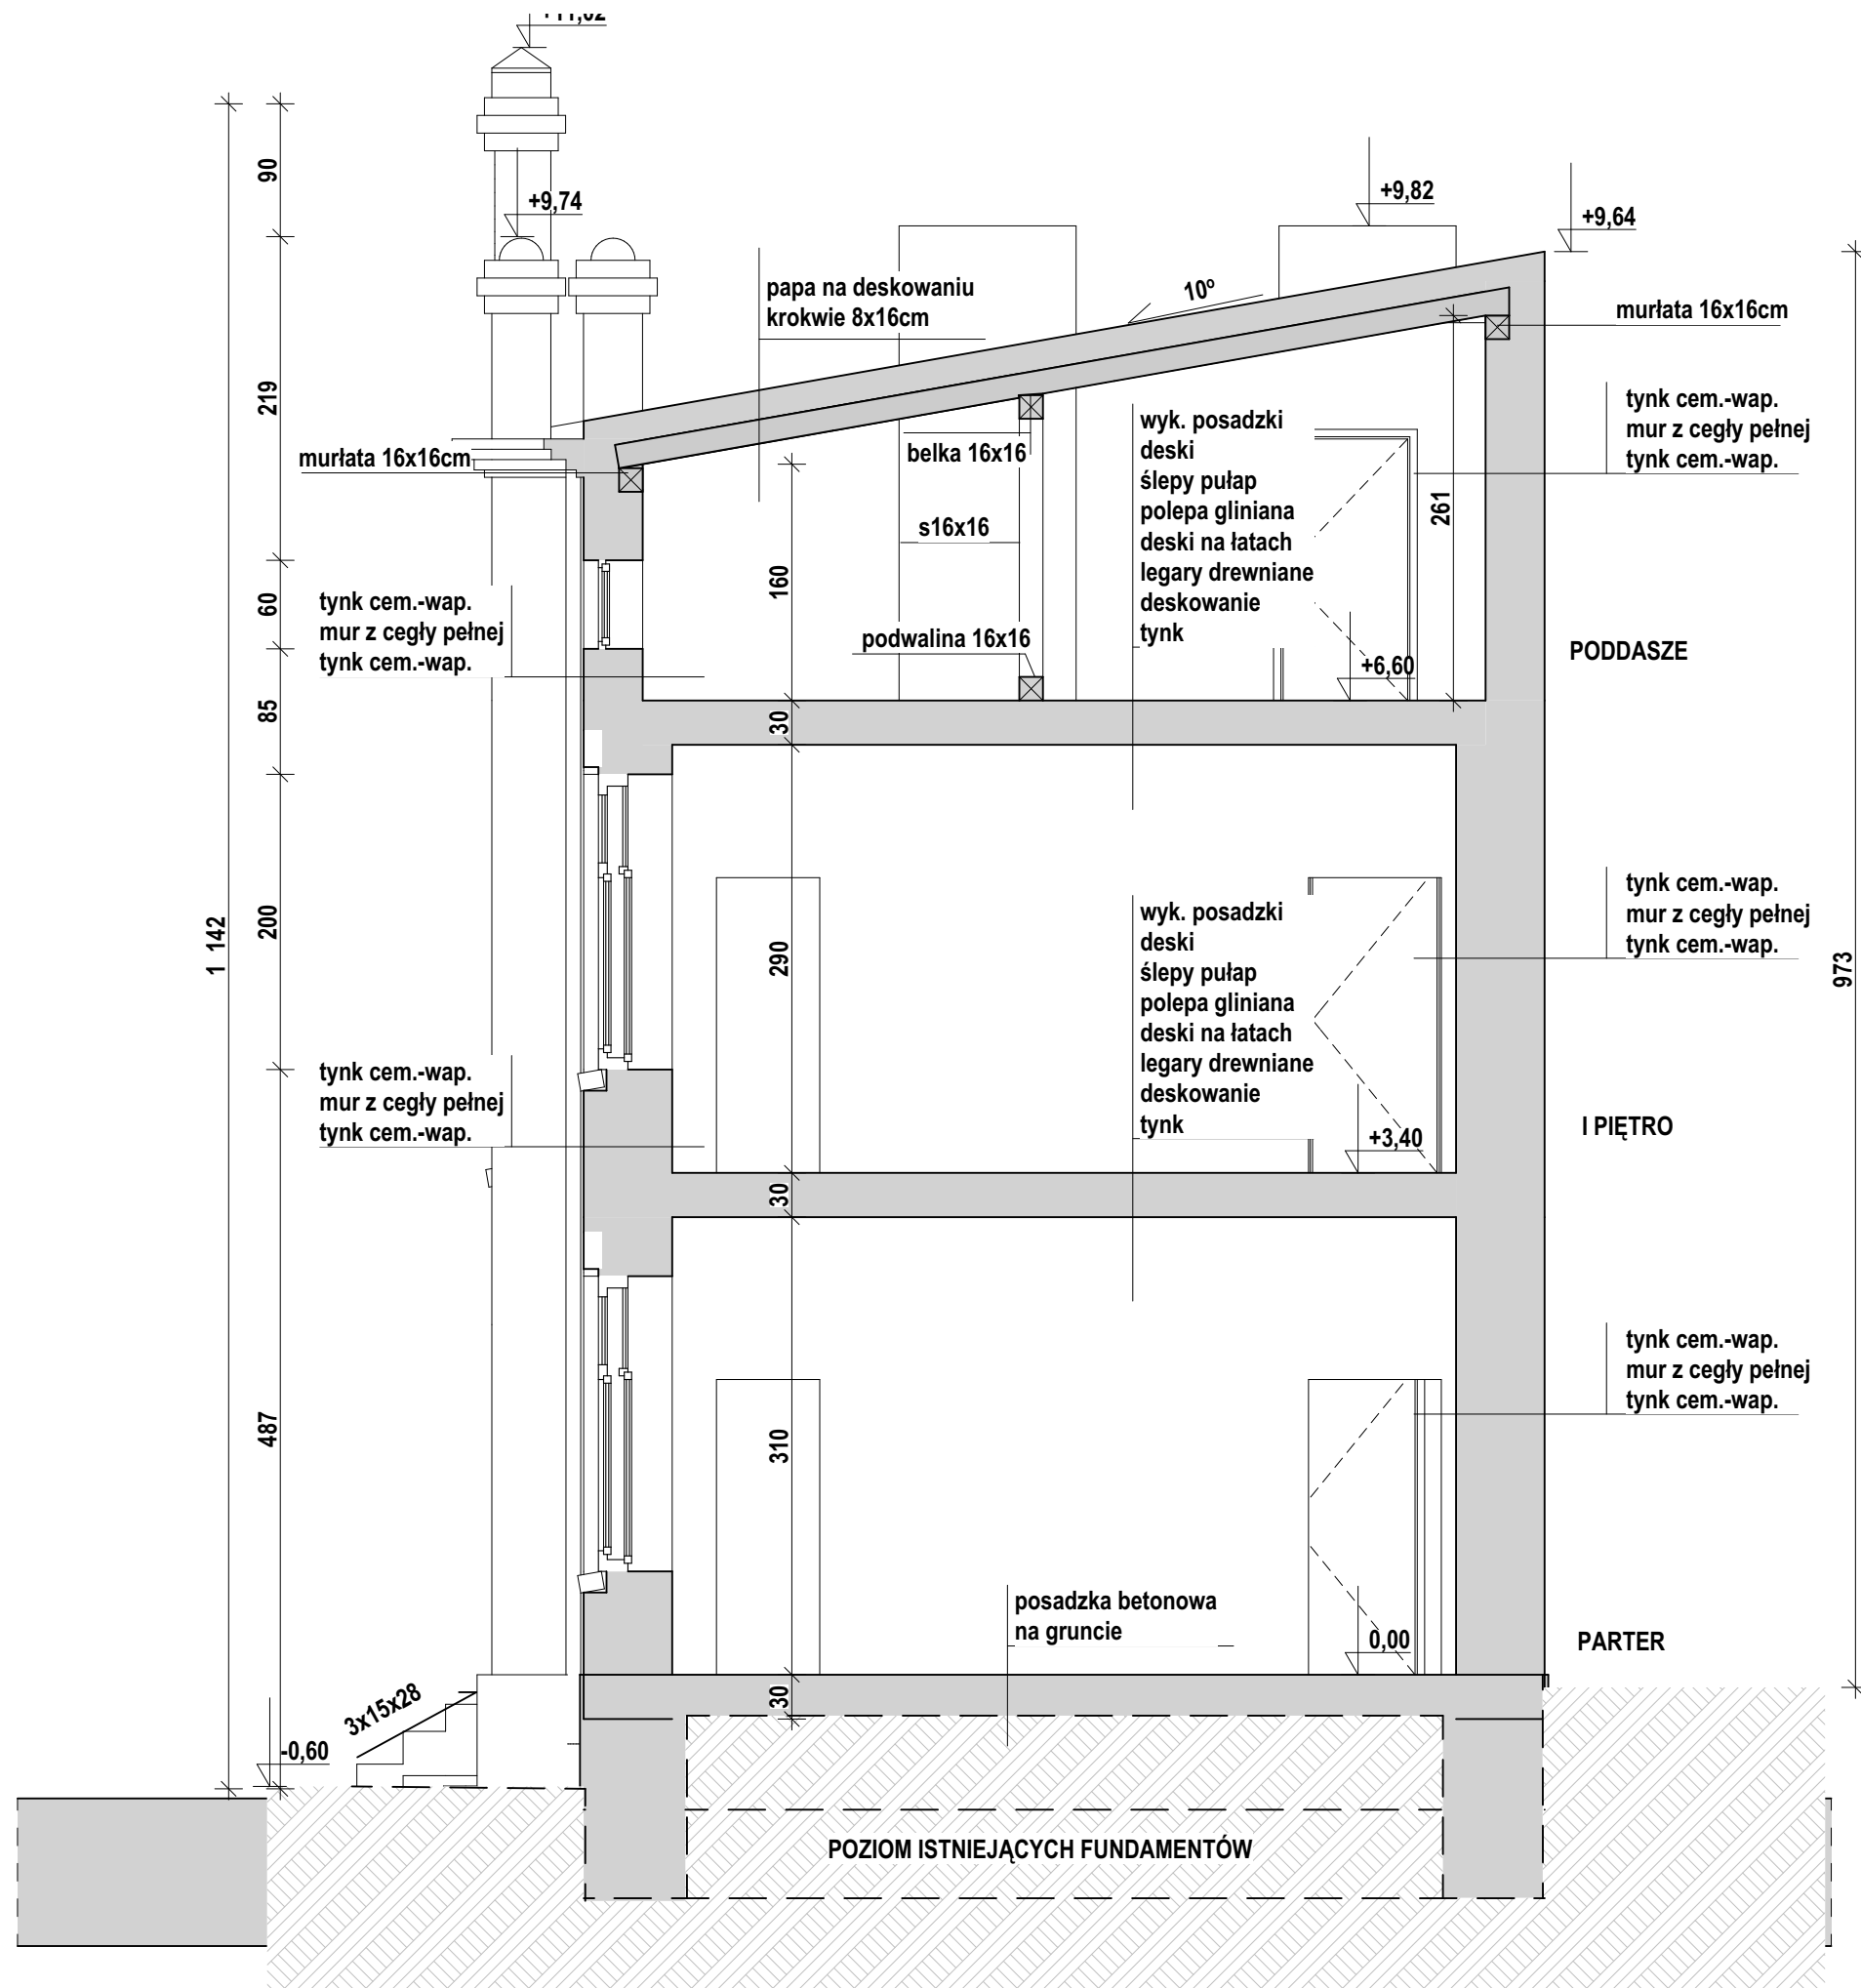 +9,74
+9,82
+9,64
90
219
60
85
200
487
1 142
973
papa na deskowaniu
krokwie 8x16cm
10°
murłata 16x16cm
murłata 16x16cm
belka 16x16
s16x16
podwalina 16x16
160
261
30
290
30
310
30
wyk. posadzki
deski
ślepy pułap
polepa gliniana
deski na łatach
legary drewniane
deskowanie
tynk
+6,60
tynk cem.-wap.
mur z cegły pełnej
tynk cem.-wap.
tynk cem.-wap.
mur z cegły pełnej
tynk cem.-wap.
PODDASZE
wyk. posadzki
deski
ślepy pułap
polepa gliniana
deski na łatach
legary drewniane
deskowanie
tynk
+3,40
tynk cem.-wap.
mur z cegły pełnej
tynk cem.-wap.
tynk cem.-wap.
mur z cegły pełnej
tynk cem.-wap.
I PIĘTRO
tynk cem.-wap.
mur z cegły pełnej
tynk cem.-wap.
posadzka betonowa
na gruncie
0,00
PARTER
3x15x28
-0,60
POZIOM ISTNIEJĄCYCH FUNDAMENTÓW